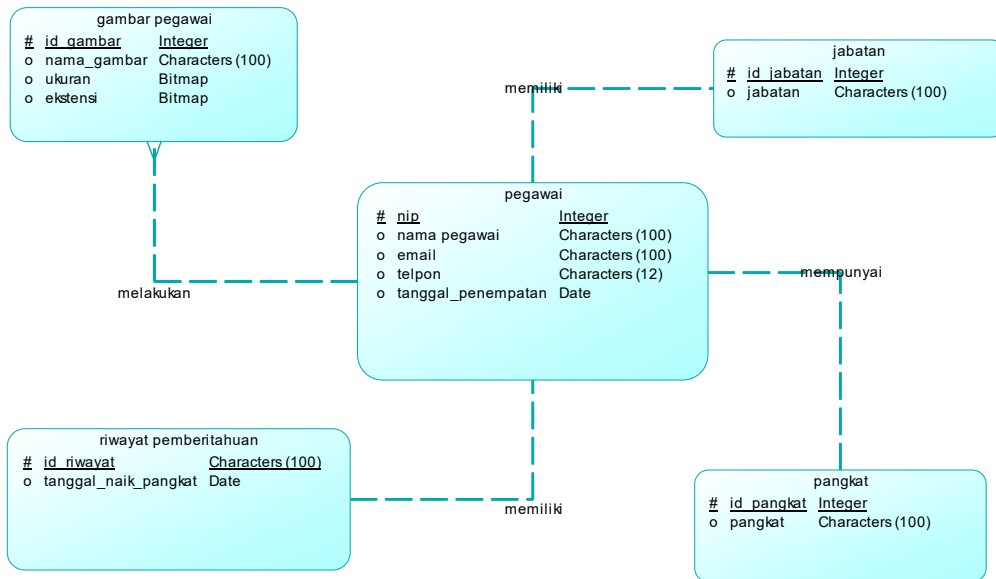 gambar pegawai
# id_gambar Integer
o nama_gambar Characters (100)
o ukuran Bitmap
o ekstensi Bitmap
jabatan
# id_jabatan Integer
o jabatan Characters (100)
memiliki
pegawai
# nip Integer
o nama pegawai Characters (100)
o email Characters (100)
o telpon Characters (12)
o tanggal_penempatan Date
mempunyai
melakukan
riwayat pemberitahuan
# id_riwayat Characters (100)
o tanggal_naik_pangkat Date
memiliki
pangkat
# id_pangkat Integer
o pangkat Characters (100)